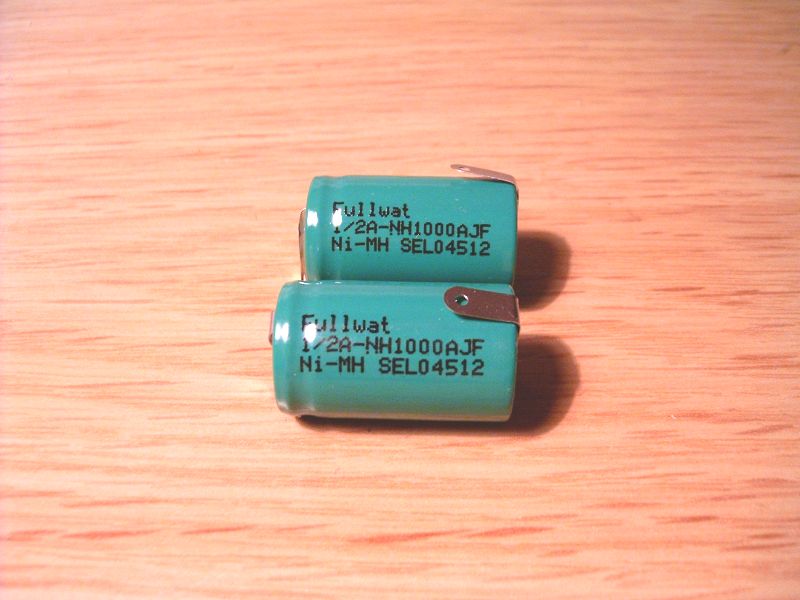 Fullwat
1/2A-NH1000AJF
Ni-MH SEL04512
Fullwat
1/2A-NH1000AJF
Ni-MH SEL04512